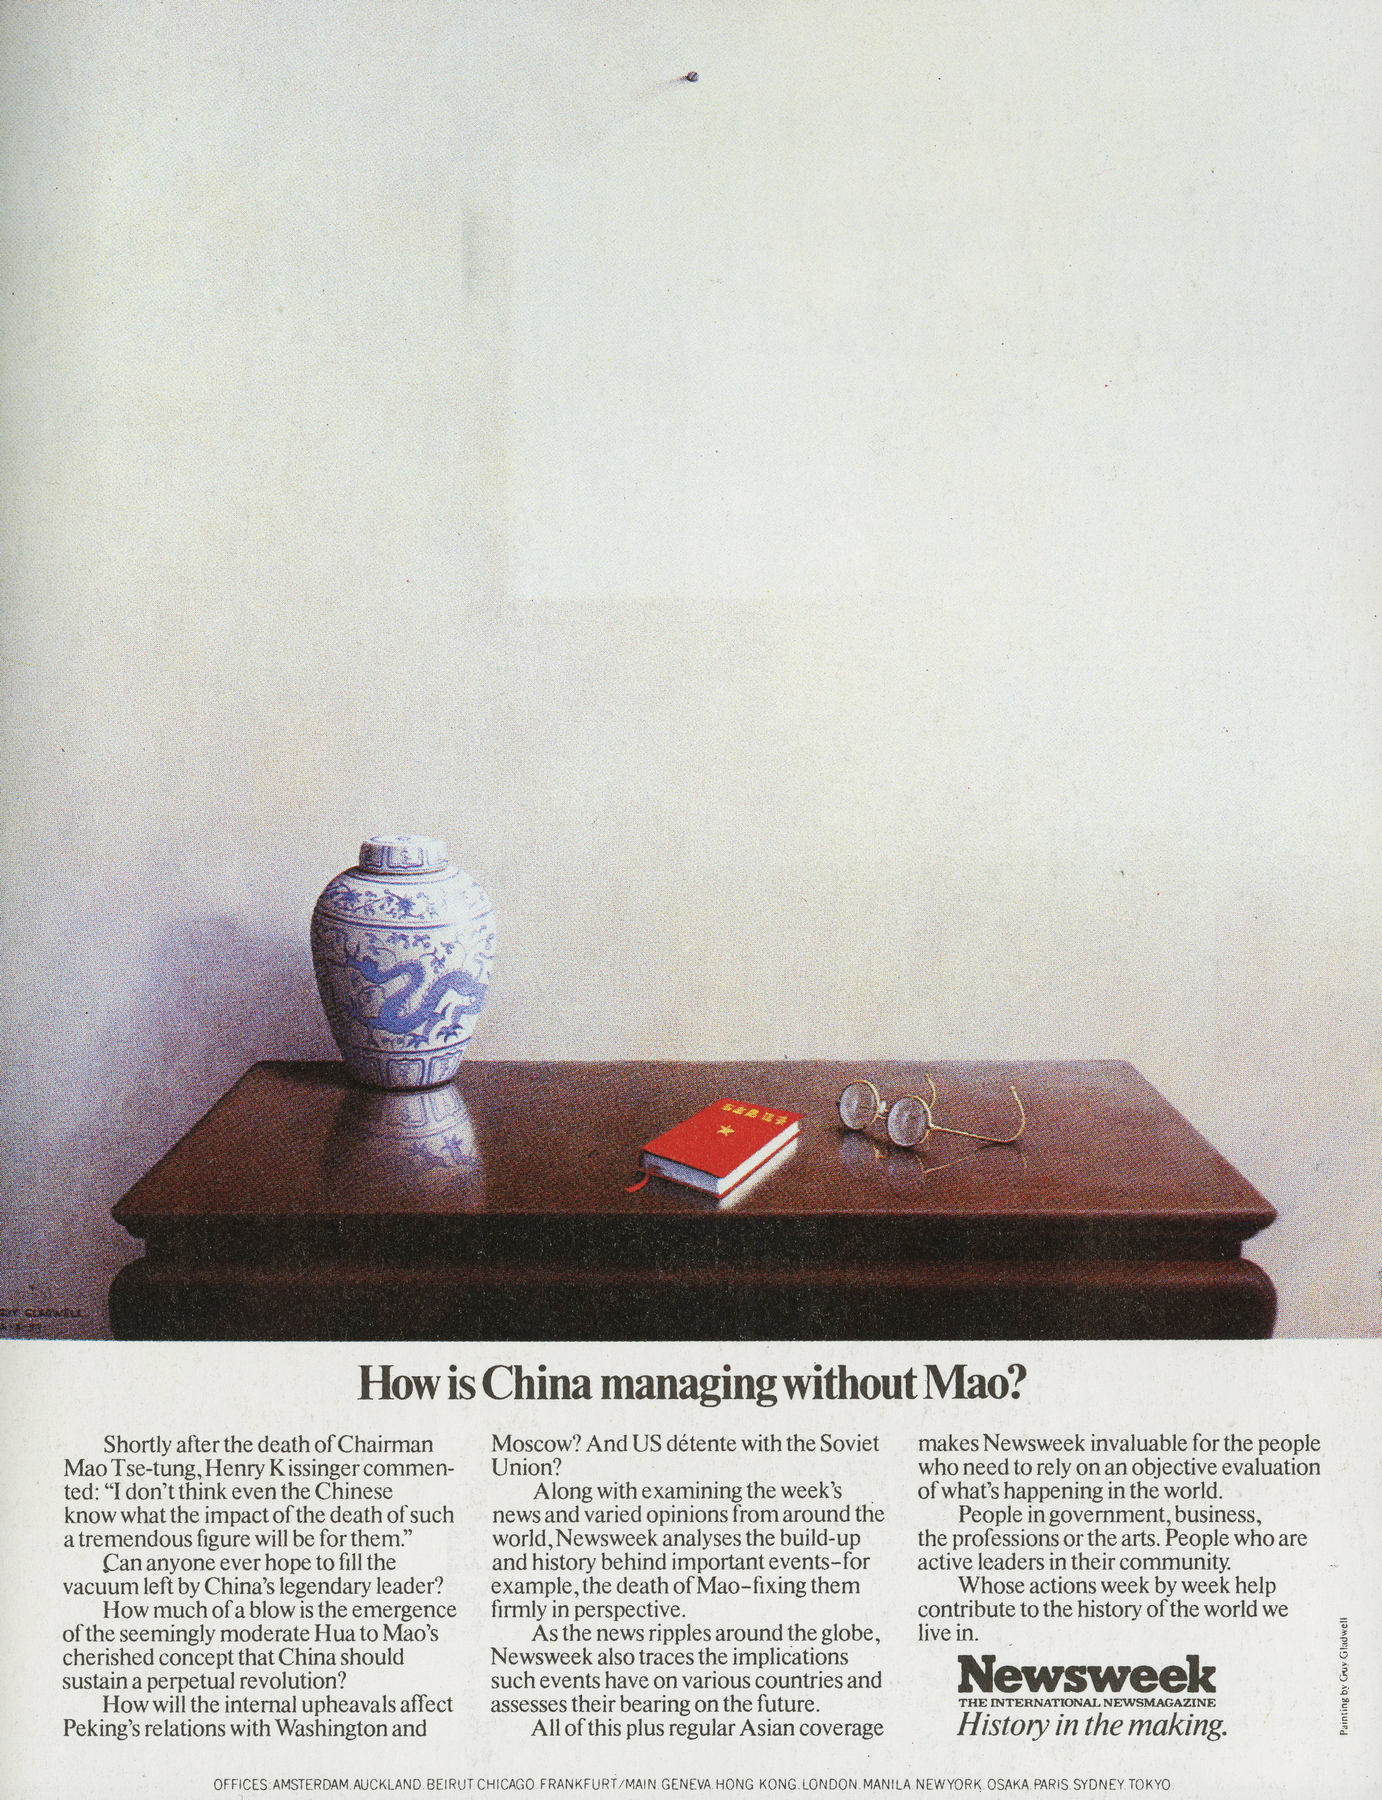 GUY GLADWELL
How is China managing without Mao?
Shortly after the death of Chairman
Mao Tse-tung, Henry Kissinger commen-
ted: “I don’t think even the Chinese
know what the impact of the death of such
a tremendous figure will be for them.”
Can anyone ever hope to fill the
vacuum left by China’s legendary leader?
How much of a blow is the emergence
of the seemingly moderate Hua to Mao’s
cherished concept that China should
sustain a perpetual revolution?
How will the internal upheavals affect
Peking’s relations with Washington and
Moscow? And US détente with the Soviet
Union?
Along with examining the week’s
news and varied opinions from around the
world, Newsweek analyses the build-up
and history behind important events–for
example, the death of Mao–fixing them
firmly in perspective.
As the news ripples around the globe,
Newsweek also traces the implications
such events have on various countries and
assesses their bearing on the future.
All of this plus regular Asian coverage
makes Newsweek invaluable for the people
who need to rely on an objective evaluation
of what’s happening in the world.
People in government, business,
the professions or the arts. People who are
active leaders in their community.
Whose actions week by week help
contribute to the history of the world we
live in.
Newsweek
THE INTERNATIONAL NEWSMAGAZINE
History in the making.
Painting by Guy Gladwell
OFFICES: AMSTERDAM. AUCKLAND. BEIRUT. CHICAGO. FRANKFURT/MAIN. GENEVA. HONG KONG. LONDON. MANILA. NEW YORK. OSAKA. PARIS. SYDNEY. TOKYO.